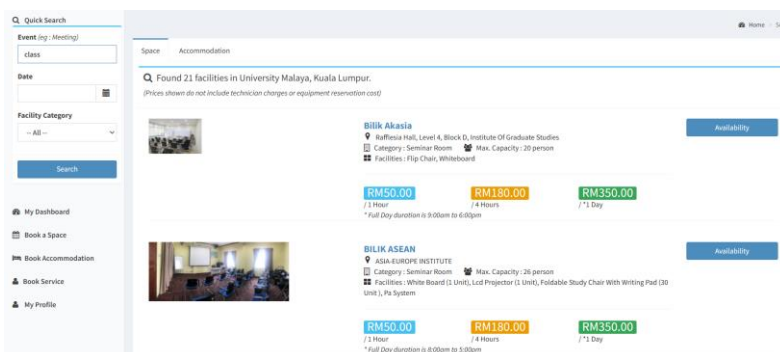 Quick Search
Event (eg : Meeting)
class
Date
Facility Category
-- All --
Search
My Dashboard
Book a Space
Book Accommodation
Book Service
My Profile
Home
Space Accommodation
Found 21 facilities in University Malaya, Kuala Lumpur.
(Prices shown do not include technician charges or equipment reservation cost)
Bilik Akasia
Rafflesia Hall, Level 4, Block D, Institute Of Graduate Studies
Category : Seminar Room Max. Capacity : 20 person
Facilities : Flip Chair, Whiteboard
Availability
RM50.00 RM180.00 RM350.00
/ 1 Hour / 4 Hours / *1 Day
* Full Day duration is 9:00am to 6:00pm
BILIK ASEAN
ASIA-EUROPE INSTITUTE
Category : Seminar Room Max. Capacity : 26 person
Facilities : White Board (1 Unit), Lcd Projector (1 Unit), Foldable Study Chair With Writing Pad (30
Unit ), Pa System
Availability
RM50.00 RM180.00 RM350.00
/ 1 Hour / 4 Hours / *1 Day
* Full Day duration is 8:00am to 5:00pm